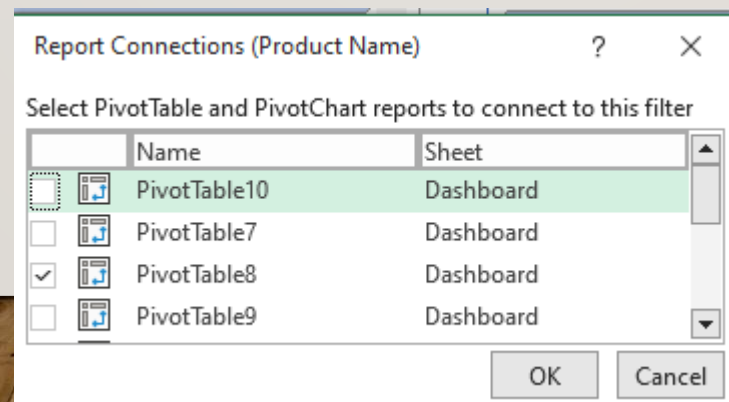 Report Connections (Product Name) ?
Select PivotTable and PivotChart reports to connect to this filter
Name Sheet
PivotTable10 Dashboard
PivotTable7 Dashboard
PivotTable8 Dashboard
PivotTable9 Dashboard
OK Cancel